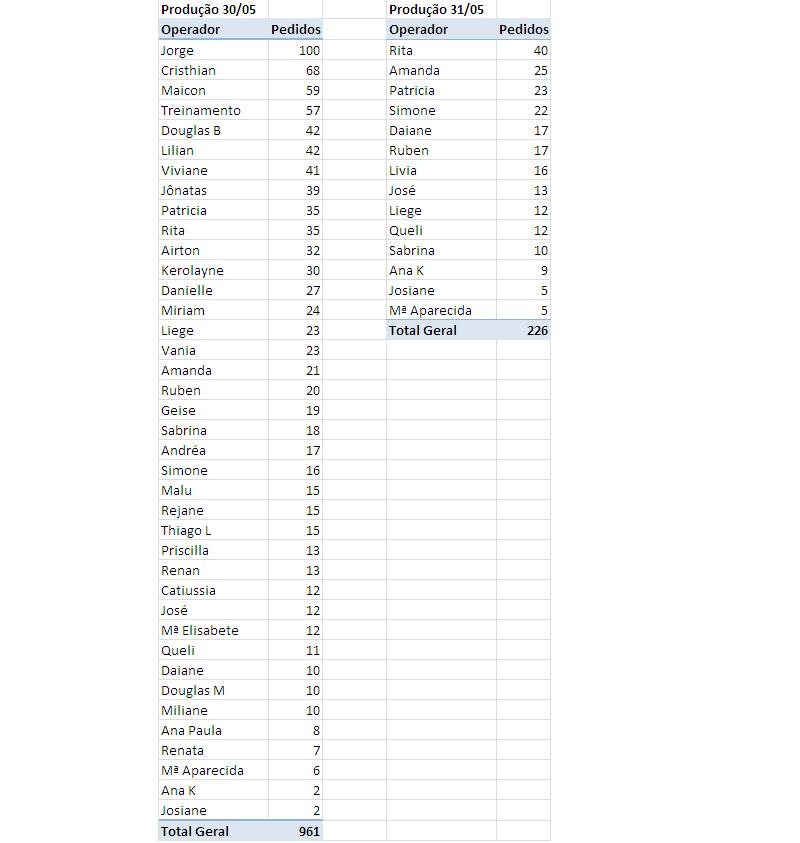 Produção 30/05 Produção 31/05
Operador Pedidos Operador Pedidos
Jorge 100 Rita 40
Cristhian 68 Amanda 25
Maicon 59 Patricia 23
Treinamento 57 Simone 22
Douglas B 42 Daiane 17
Lilian 42 Ruben 17
Viviane 41 Livia 16
Jônatas 39 José 13
Patricia 35 Liege 12
Rita 35 Queli 12
Airton 32 Sabrina 10
Kerolayne 30 Ana K 9
Danielle 27 Josiane 5
Miriam 24 Mª Aparecida 5
Liege 23 Total Geral 226
Vania 23
Amanda 21
Ruben 20
Geise 19
Sabrina 18
Andréa 17
Simone 16
Malu 15
Rejane 15
Thiago L 15
Priscilla 13
Renan 13
Catiussia 12
José 12
Mª Elisabete 12
Queli 11
Daiane 10
Douglas M 10
Miliane 10
Ana Paula 8
Renata 7
Mª Aparecida 6
Ana K 2
Josiane 2
Total Geral 961